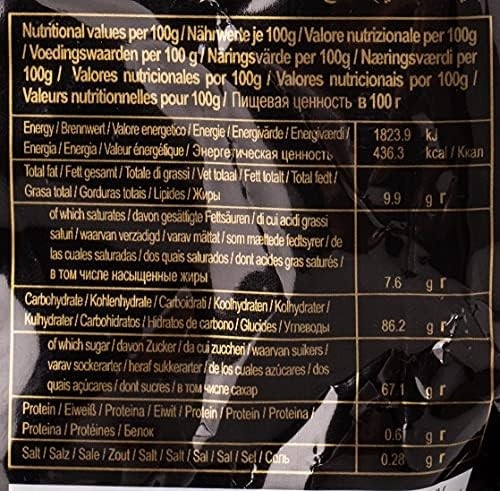 Nutritional values per 100g / Nährwerte je 100g / Valore nutrizionale per 100g
/ Voedingswaarden per 100 g / Näringsvärde per 100g / Næringsværdi per
100g / Valores nutricionales por 100g / Valores nutricionais por 100g /
Valeurs nutritionnelles pour 100g / Пищевая ценность в 100 г
Energy / Brennwert / Valore energetico / Energie / Energivärde / Energiværdi / 1823.9 kJ
Energia / Energia / Valeur énergétique / Энергетическая ценность 436.3 kcal / Ккал
Total fat / Fett gesamt / Totale di grassi / Vet totaal / Fett totalt / Total fedt /
Grasa total / Gorduras totais / Lipides / Жиры 9.9 g г
of which saturates / davon gesättigte Fettsäuren / di cui acidi grassi
saturi / waarvan verzadigd / varav mättat / som mættede fedtsyrer / de
las cuales saturadas / dos quais saturados / dont acides gras saturés /
в том числе насыщенные жиры 7.6 g г
Carbohydrate / Kohlenhydrate / Carboidrati / Koolhydraten / Kolhydrater /
Kulhydrater / Carbohidratos / Hidratos de carbono / Glucides / Углеводы 86.2 g г
of which sugar / davon Zucker / da cui zuccheri / waarvan suikers /
varav sockerarter / heraf sukkerarter / de los cuales azúcares / dos
quais açúcares / dont sucres / в том числе сахар 67.1 g г
Protein / Eiweiß / Proteina / Eiwit / Protein / Protein / Proteina /
Proteina / Protéines / Белок 0.6 g г
Salt / Salz / Sale / Zout / Salt / Salt / Sal / Sal / Sel / Соль 0.28 g г